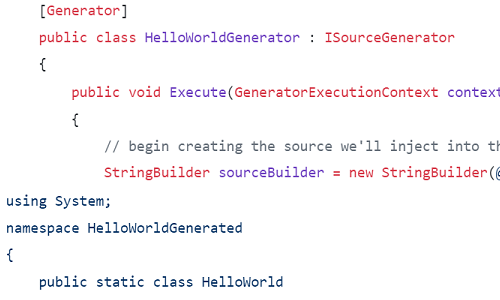 [Generator]
public class HelloWorldGenerator : ISourceGenerator
{
public void Execute(GeneratorExecutionContext context
{
// begin creating the source we'll inject into th
StringBuilder sourceBuilder = new StringBuilder(@
using System;
namespace HelloWorldGenerated
{
public static class HelloWorld